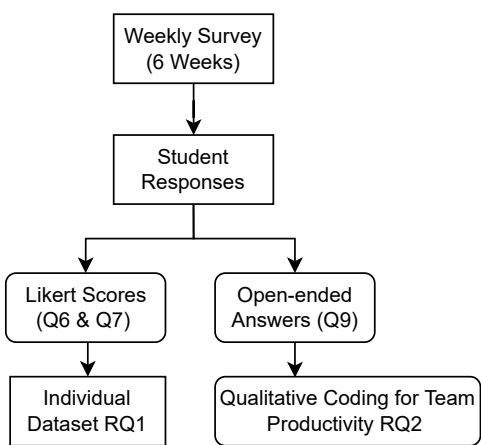 Weekly Survey
(6 Weeks)
Student
Responses
Likert Scores
(Q6 & Q7)
Open-ended
Answers (Q9)
Individual
Dataset RQ1
Qualitative Coding for Team
Productivity RQ2